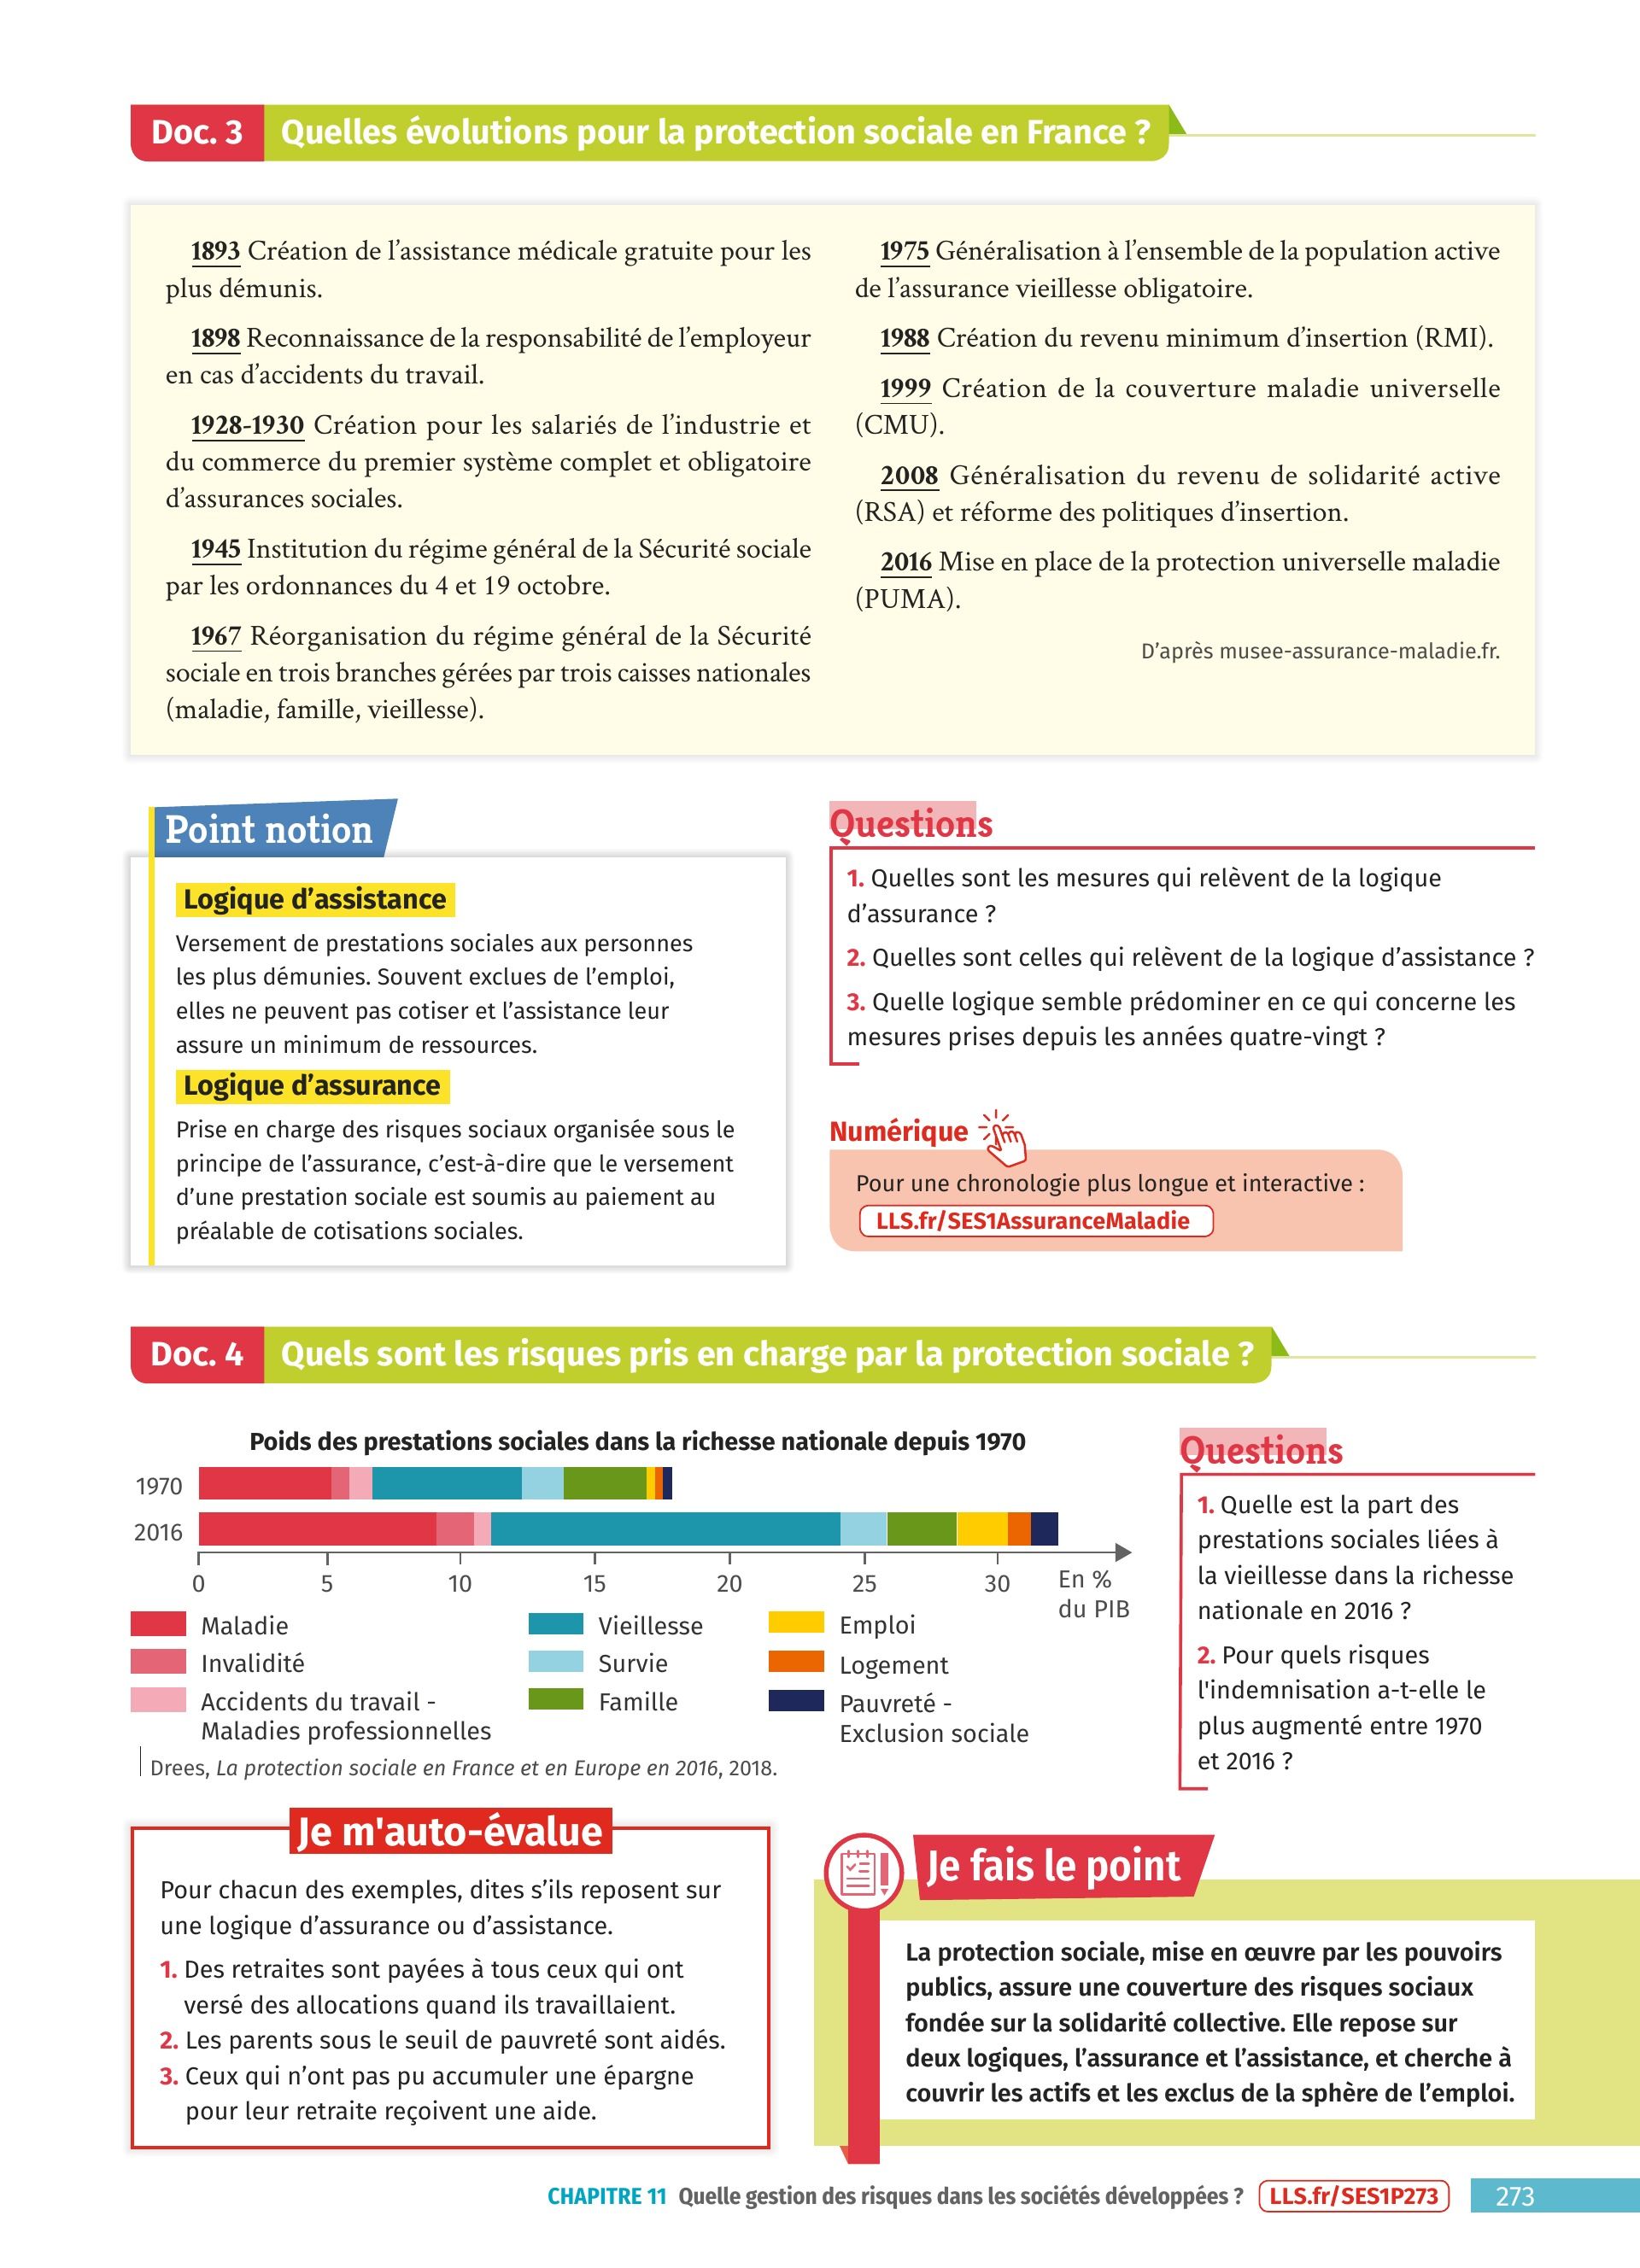 Doc. 3 Quelles évolutions pour la protection sociale en France ?
1893 Création de l’assistance médicale gratuite pour les
plus démunis.
1898 Reconnaissance de la responsabilité de l’employeur
en cas d’accidents du travail.
1928-1930 Création pour les salariés de l’industrie et
du commerce du premier système complet et obligatoire
d’assurances sociales.
1945 Institution du régime général de la Sécurité sociale
par les ordonnances du 4 et 19 octobre.
1967 Réorganisation du régime général de la Sécurité
sociale en trois branches gérées par trois caisses nationales
(maladie, famille, vieillesse).
1975 Généralisation à l’ensemble de la population active
de l’assurance vieillesse obligatoire.
1988 Création du revenu minimum d’insertion (RMI).
1999 Création de la couverture maladie universelle
(CMU).
2008 Généralisation du revenu de solidarité active
(RSA) et réforme des politiques d’insertion.
2016 Mise en place de la protection universelle maladie
(PUMA).
D’après musee-assurance-maladie.fr.
Point notion
Logique d’assistance
Versement de prestations sociales aux personnes
les plus démunies. Souvent exclues de l’emploi,
elles ne peuvent pas cotiser et l’assistance leur
assure un minimum de ressources.
Logique d’assurance
Prise en charge des risques sociaux organisée sous le
principe de l’assurance, c’est-à-dire que le versement
d’une prestation sociale est soumis au paiement au
préalable de cotisations sociales.
Questions
1. Quelles sont les mesures qui relèvent de la logique
d’assurance ?
2. Quelles sont celles qui relèvent de la logique d’assistance ?
3. Quelle logique semble prédominer en ce qui concerne les
mesures prises depuis les années quatre-vingt ?
Numérique
Pour une chronologie plus longue et interactive :
LLS.fr/SES1AssuranceMaladie
Doc. 4 Quels sont les risques pris en charge par la protection sociale ?
Poids des prestations sociales dans la richesse nationale depuis 1970
1970
2016
0 5 10 15 20 25 30 En %
du PIB
Maladie
Invalidité
Accidents du travail -
Maladies professionnelles
Vieillesse
Survie
Famille
Emploi
Logement
Pauvreté -
Exclusion sociale
Drees, La protection sociale en France et en Europe en 2016, 2018.
Questions
1. Quelle est la part des
prestations sociales liées à
la vieillesse dans la richesse
nationale en 2016 ?
2. Pour quels risques
l'indemnisation a-t-elle le
plus augmenté entre 1970
et 2016 ?
Je m'auto-évalue
Pour chacun des exemples, dites s’ils reposent sur
une logique d’assurance ou d’assistance.
1. Des retraites sont payées à tous ceux qui ont
versé des allocations quand ils travaillaient.
2. Les parents sous le seuil de pauvreté sont aidés.
3. Ceux qui n’ont pas pu accumuler une épargne
pour leur retraite reçoivent une aide.
Je fais le point
La protection sociale, mise en œuvre par les pouvoirs
publics, assure une couverture des risques sociaux
fondée sur la solidarité collective. Elle repose sur
deux logiques, l’assurance et l’assistance, et cherche à
couvrir les actifs et les exclus de la sphère de l’emploi.
CHAPITRE 11 Quelle gestion des risques dans les sociétés développées ? LLS.fr/SES1P273 273